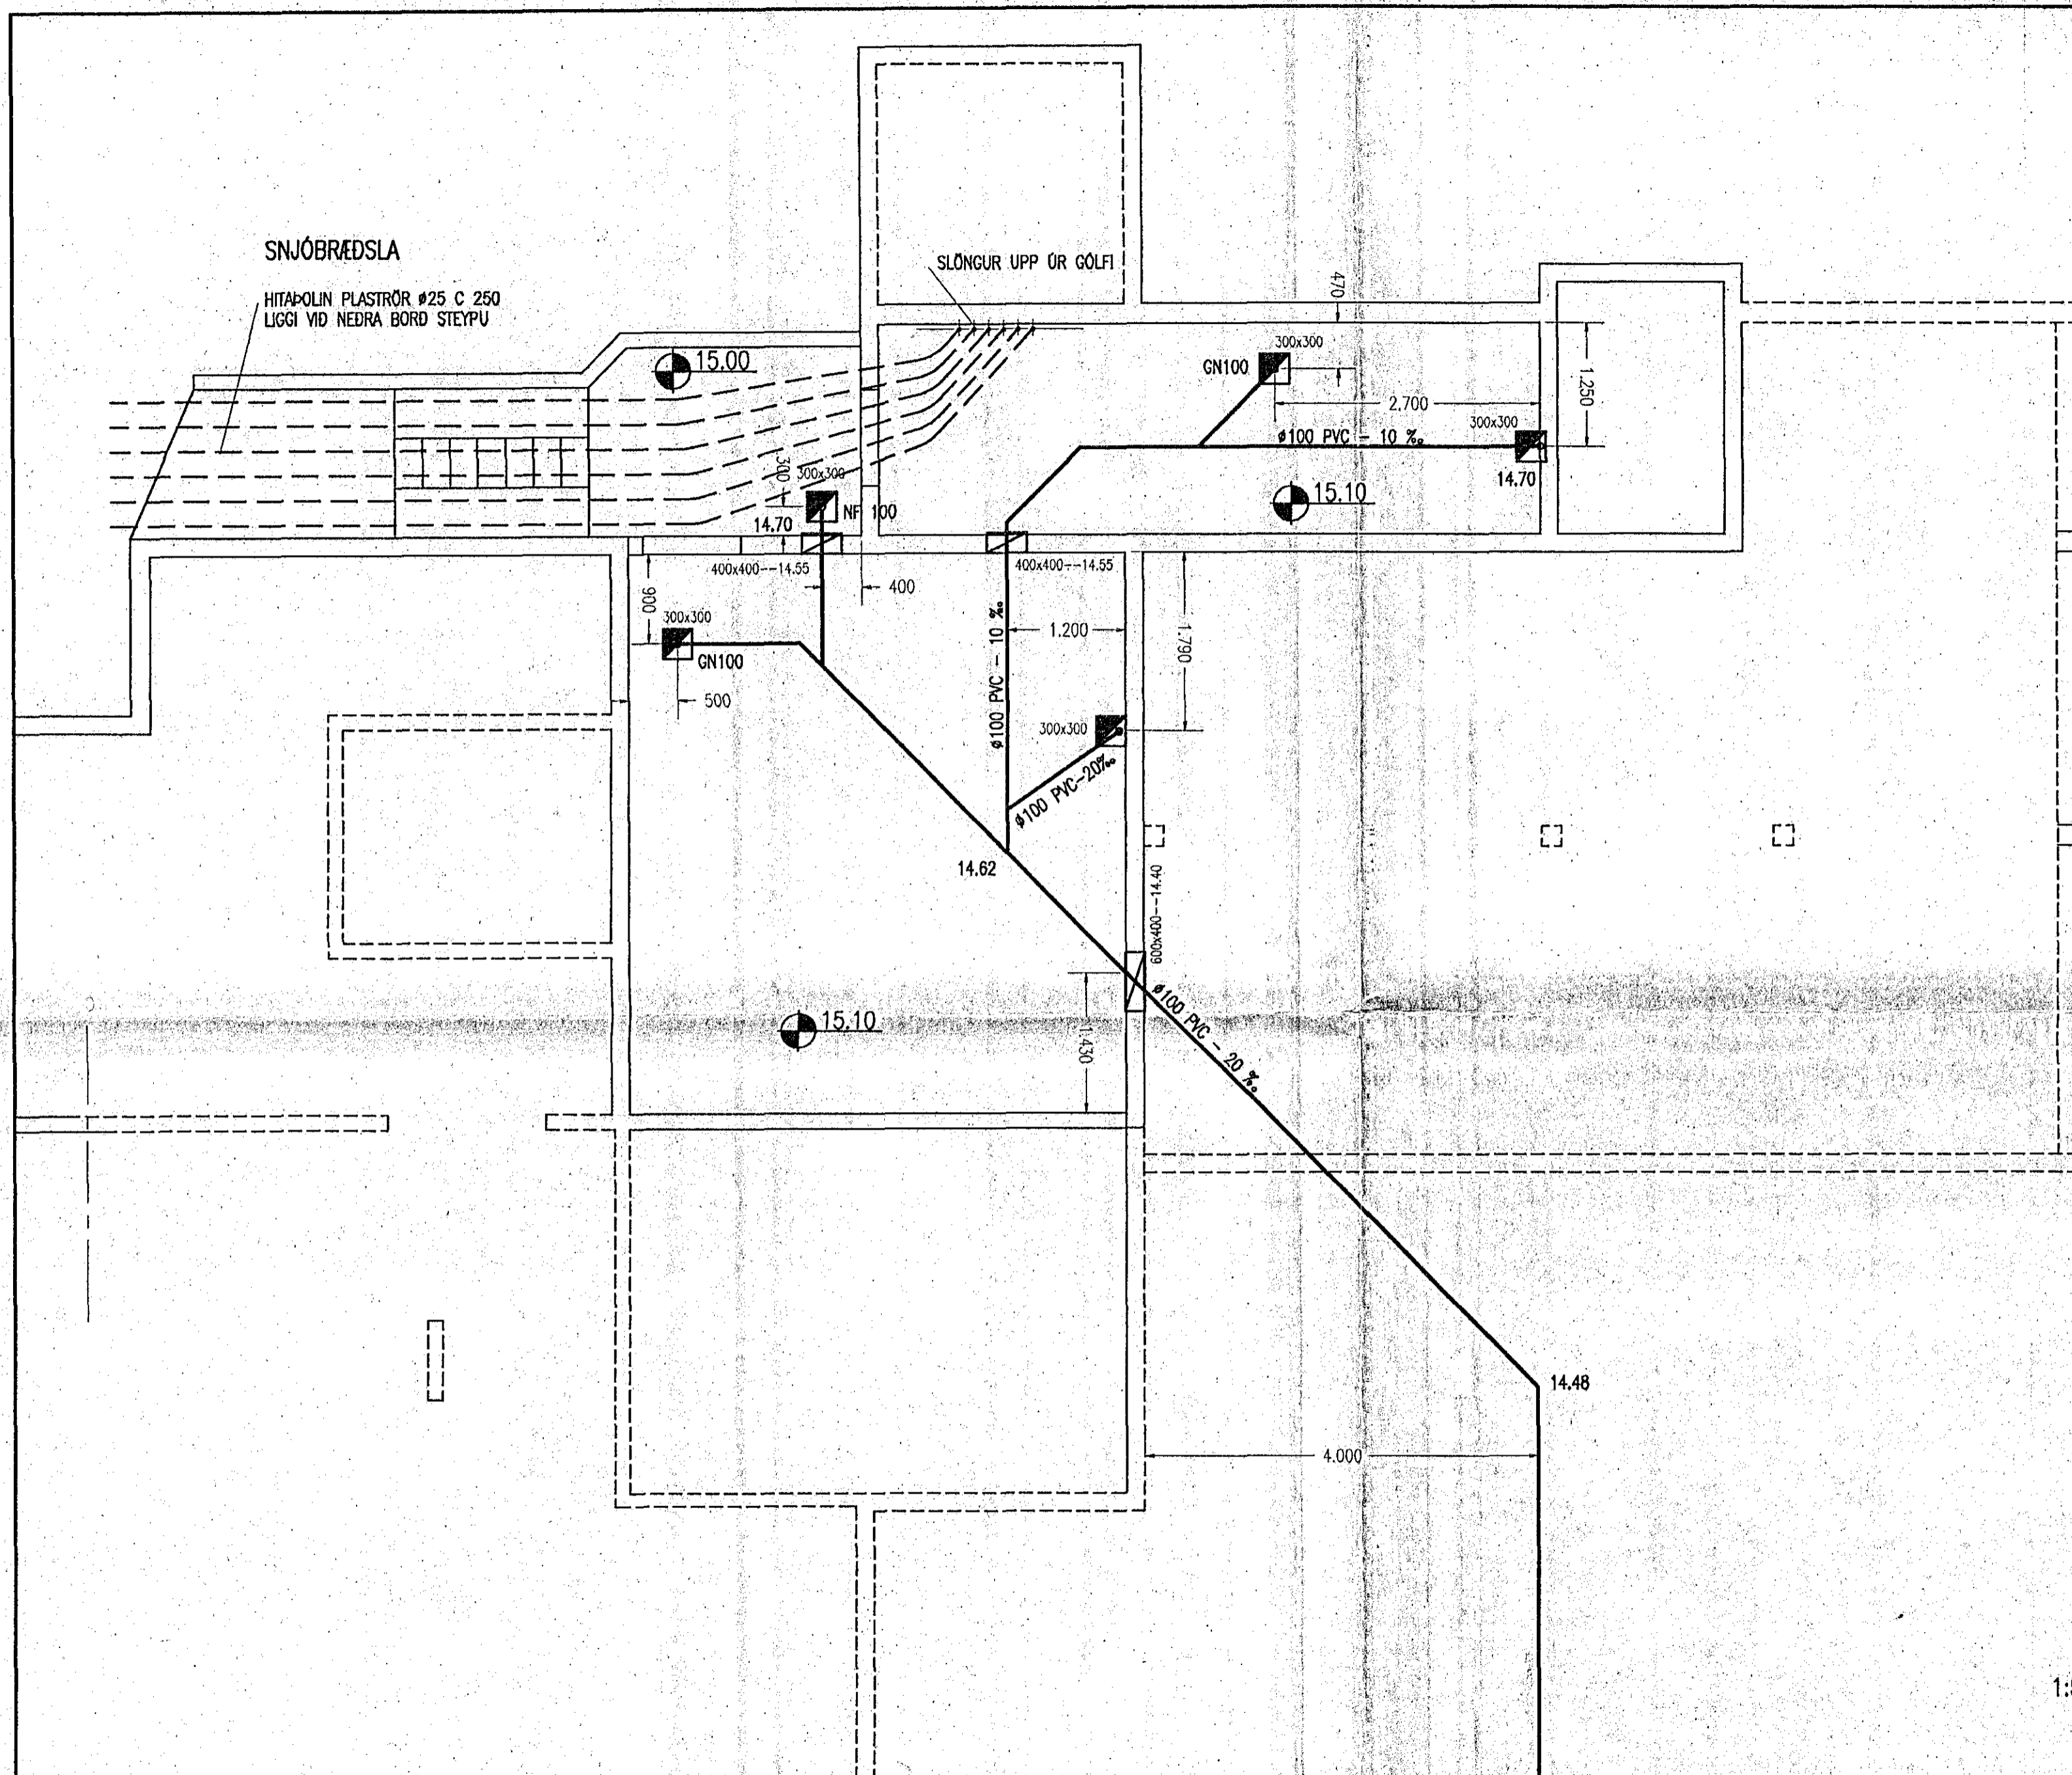 SNJÓBRÆÐSLA
HITAÞOLIN PLASTRÖR ø25 C 250
LIGGI VIÐ NEÐRA BORÐ STEYPU
SLÖNGUR UPP ÚR GÓLFI
15.00
470
300x300
GN100
2.700
1.250
300x300
ø100 PVC - 10 ‰
14.70
15.10
300
300x300
NF 100
14.70
400x400--14.55
400
400x400--14.55
900
300x300
GN100
500
ø100 PVC - 10 ‰
1.200
1.790
300x300
ø100 PVC-20‰
14.62
600x400--14.40
ø100 PVC - 20 ‰
15.10
1.430
14.48
4.000